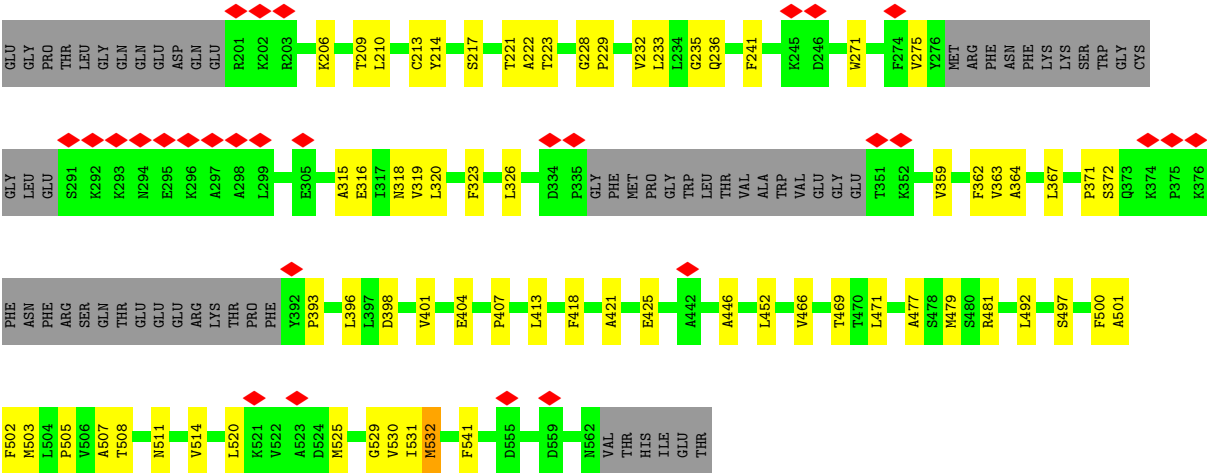 GLU GLY PRO THR LEU GLY GLN GLN GLU ASP GLN GLU R201 K202 R203 K206 T209 L210 C213 Y214 S217 T221 A222 T223 G228 P229 V232 L233 L234 G235 Q236 F241 K245 D246 W271 F274 V275 Y276 MET ARG PHE ASN PHE LYS LYS SER TRP GLY CYS
GLY LEU GLU S291 K292 K293 N294 E295 K296 A297 A298 L299 E305 A315 E316 I317 N318 V319 L320 F323 L326 D334 P335 GLY PHE MET PRO GLY TRP LEU THR VAL ALA TRP VAL GLU GLY GLU T351 K352 V359 F362 V363 A364 L367 P371 S372 Q373 K374 P375 K376
PHE ASN PHE ARG SER GLN THR GLU GLU GLU ARG LYS THR PRO PHE Y392 P393 L396 L397 D398 V401 E404 P407 L413 F418 A421 E425 A442 A446 L452 V466 T469 T470 L471 A477 S478 M479 S480 R481 L492 S497 F500 A501
F502 M503 L504 P505 V506 A507 T508 N511 V514 L520 K521 V522 A523 D524 M525 G529 V530 I531 M532 F541 D555 D559 N562 VAL THR HIS ILE GLU THR